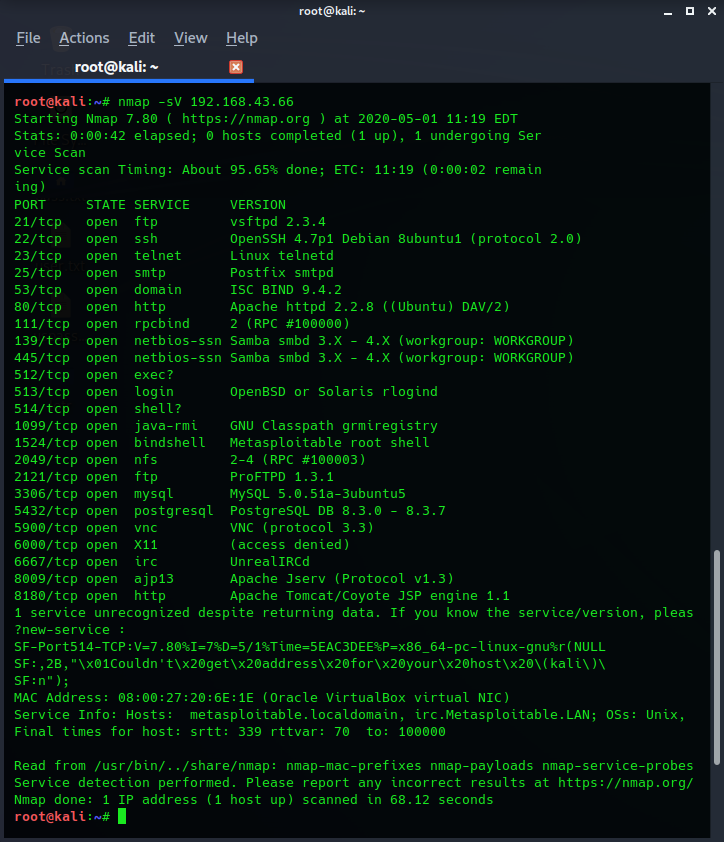 root@kali: ~
File Actions Edit View Help
root@kali: ~
root@kali:~# nmap -sV 192.168.43.66
Starting Nmap 7.80 ( https://nmap.org ) at 2020-05-01 11:19 EDT
Stats: 0:00:42 elapsed; 0 hosts completed (1 up), 1 undergoing Ser
vice Scan
Service scan Timing: About 95.65% done; ETC: 11:19 (0:00:02 remain
ing)
PORT     STATE SERVICE     VERSION
21/tcp   open  ftp         vsftpd 2.3.4
22/tcp   open  ssh         OpenSSH 4.7p1 Debian 8ubuntu1 (protocol 2.0)
23/tcp   open  telnet      Linux telnetd
25/tcp   open  smtp        Postfix smtpd
53/tcp   open  domain      ISC BIND 9.4.2
80/tcp   open  http        Apache httpd 2.2.8 ((Ubuntu) DAV/2)
111/tcp  open  rpcbind     2 (RPC #100000)
139/tcp  open  netbios-ssn Samba smbd 3.X - 4.X (workgroup: WORKGROUP)
445/tcp  open  netbios-ssn Samba smbd 3.X - 4.X (workgroup: WORKGROUP)
512/tcp  open  exec?
513/tcp  open  login       OpenBSD or Solaris rlogind
514/tcp  open  shell?
1099/tcp open  java-rmi    GNU Classpath grmiregistry
1524/tcp open  bindshell   Metasploitable root shell
2049/tcp open  nfs         2-4 (RPC #100003)
2121/tcp open  ftp         ProFTPD 1.3.1
3306/tcp open  mysql       MySQL 5.0.51a-3ubuntu5
5432/tcp open  postgresql  PostgreSQL DB 8.3.0 - 8.3.7
5900/tcp open  vnc         VNC (protocol 3.3)
6000/tcp open  X11         (access denied)
6667/tcp open  irc         UnrealIRCd
8009/tcp open  ajp13       Apache Jserv (Protocol v1.3)
8180/tcp open  http        Apache Tomcat/Coyote JSP engine 1.1
1 service unrecognized despite returning data. If you know the service/version, pleas
?new-service :
SF-Port514-TCP:V=7.80%I=7%D=5/1%Time=5EAC3DEE%P=x86_64-pc-linux-gnu%r(NULL
SF:,2B,"\x01Couldn't\x20get\x20address\x20for\x20your\x20host\x20\(kali\)\
SF:n");
MAC Address: 08:00:27:20:6E:1E (Oracle VirtualBox virtual NIC)
Service Info: Hosts:  metasploitable.localdomain, irc.Metasploitable.LAN; OSs: Unix,
Final times for host: srtt: 339 rttvar: 70  to: 100000

Read from /usr/bin/../share/nmap: nmap-mac-prefixes nmap-payloads nmap-service-probes
Service detection performed. Please report any incorrect results at https://nmap.org/
Nmap done: 1 IP address (1 host up) scanned in 68.12 seconds
root@kali:~#